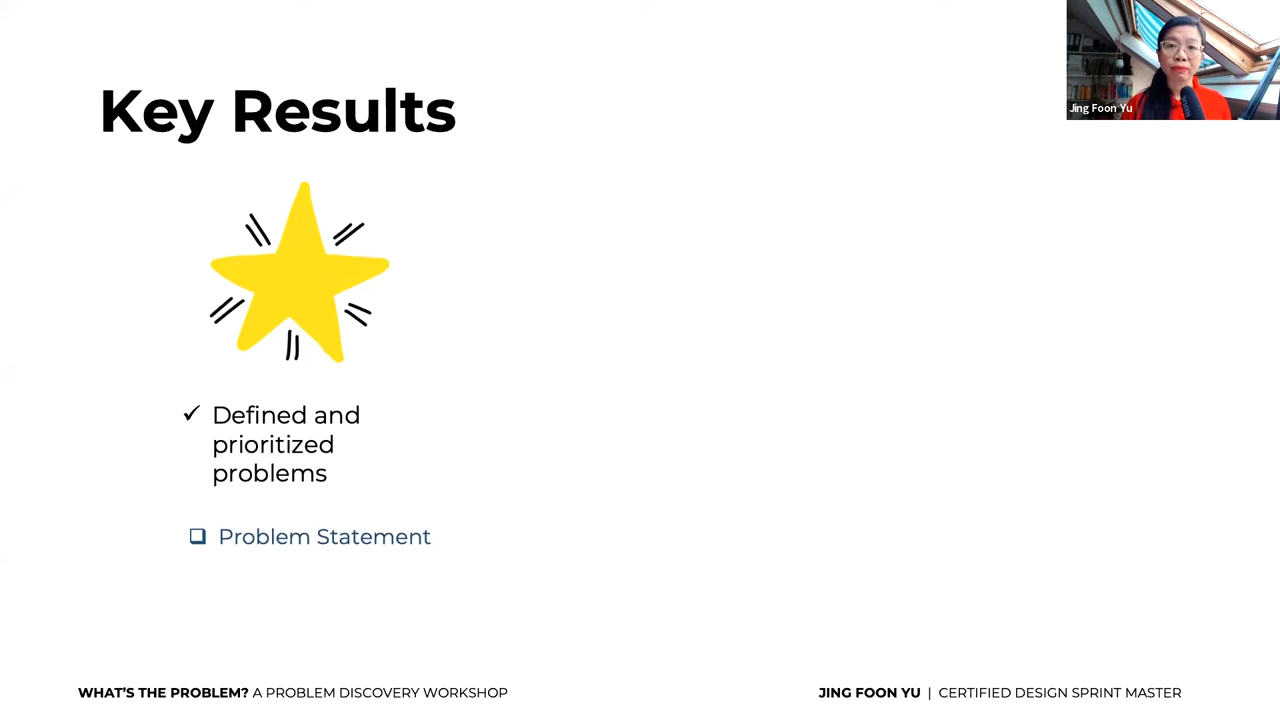 Jing Foon Yu
Key Results
✓ Defined and
prioritized
problems
❑ Problem Statement
WHAT'S THE PROBLEM? A PROBLEM DISCOVERY WORKSHOP
JING FOON YU | CERTIFIED DESIGN SPRINT MASTER